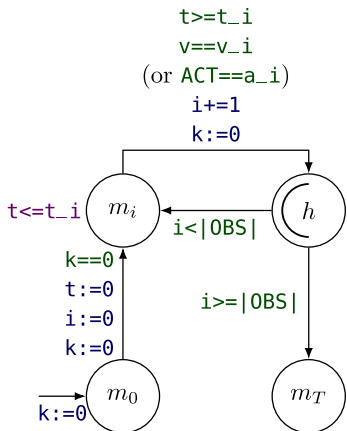 t>=t_i
v==v_i
(or ACT==a_i)
i+=1
k:=0
t<=t_i
m_i
h
i<|OBS|
k==0
t:=0
i:=0
k:=0
i>=|OBS|
m_0
m_T
k:=0